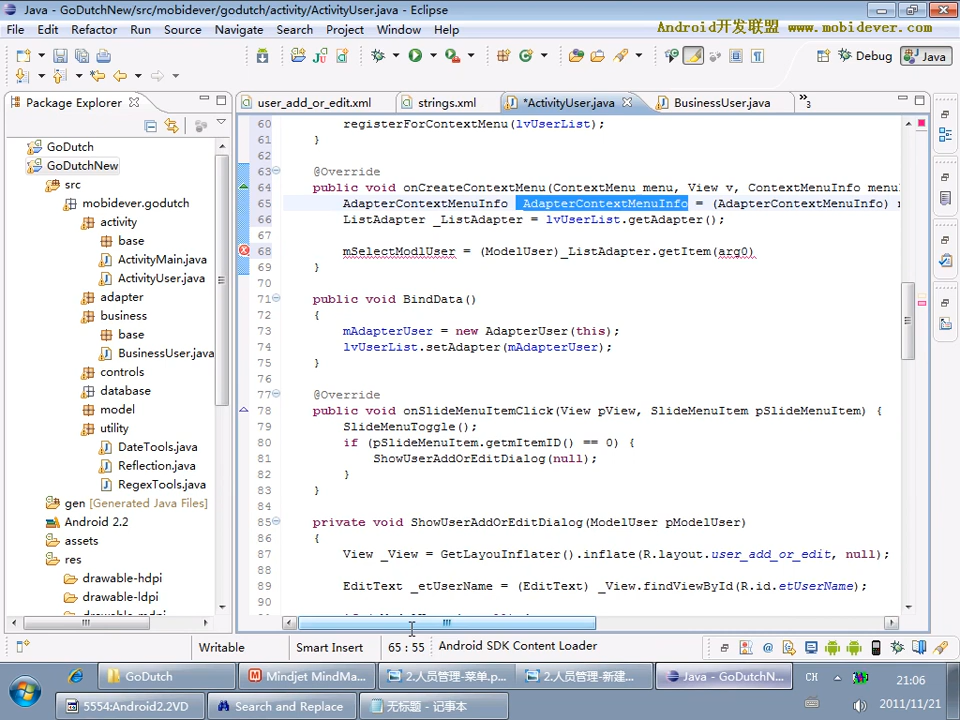 Java - GoDutchNew/src/mobidever/godutch/activity/ActivityUser.java - Eclipse
File Edit Refactor Run Source Navigate Search Project Window Help
Android开发联盟 www.mobidever.com
Debug Java
Package Explorer
user_add_or_edit.xml strings.xml *ActivityUser.java BusinessUser.java »3
GoDutch
GoDutchNew
src
mobidever.godutch
activity
base
ActivityMain.java
ActivityUser.java
adapter
business
base
BusinessUser.java
controls
database
model
utility
DateTools.java
Reflection.java
RegexTools.java
gen [Generated Java Files]
Android 2.2
assets
res
drawable-hdpi
drawable-ldpi
60 registerForContextMenu(lvUserList);
61 }
62
63 @Override
64 public void onCreateContextMenu(ContextMenu menu, View v, ContextMenuInfo menu
65 AdapterContextMenuInfo _AdapterContextMenuInfo = (AdapterContextMenuInfo)
66 ListAdapter _ListAdapter = lvUserList.getAdapter();
67
68 mSelectModlUser = (ModelUser)_ListAdapter.getItem(arg0)
69 }
70
71 public void BindData()
72 {
73 mAdapterUser = new AdapterUser(this);
74 lvUserList.setAdapter(mAdapterUser);
75 }
76
77 @Override
78 public void onSlideMenuItemClick(View pView, SlideMenuItem pSlideMenuItem) {
79 SlideMenuToggle();
80 if (pSlideMenuItem.getmItemID() == 0) {
81 ShowUserAddOrEditDialog(null);
82 }
83 }
84
85 private void ShowUserAddOrEditDialog(ModelUser pModelUser)
86 {
87 View _View = GetLayouInflater().inflate(R.layout.user_add_or_edit, null);
88
89 EditText _etUserName = (EditText) _View.findViewById(R.id.etUserName);
90
Writable Smart Insert 65 : 55 Android SDK Content Loader
GoDutch Mindjet MindMa... 2.人员管理-菜单.p... 2.人员管理-新建... Java - GoDutchN... CH 21:06
5554:Android2.2VD Search and Replace 无标题 - 记事本 2011/11/21